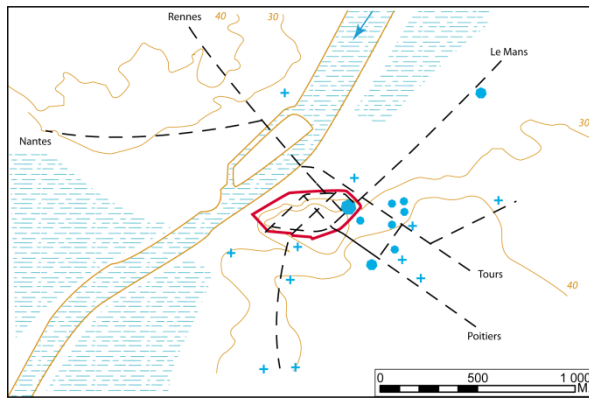 Rennes
40
30
Le Mans
30
Nantes
Tours
40
Poitiers
0 500 1 000
M